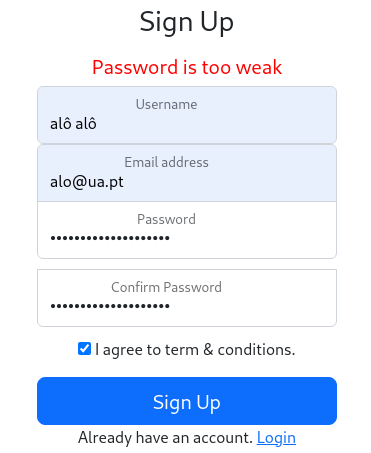 Sign Up
Password is too weak
Username
alô alô
Email address
alo@ua.pt
Password
••••••••••••••••••••
Confirm Password
••••••••••••••••••••
I agree to term & conditions.
Sign Up
Already have an account. Login